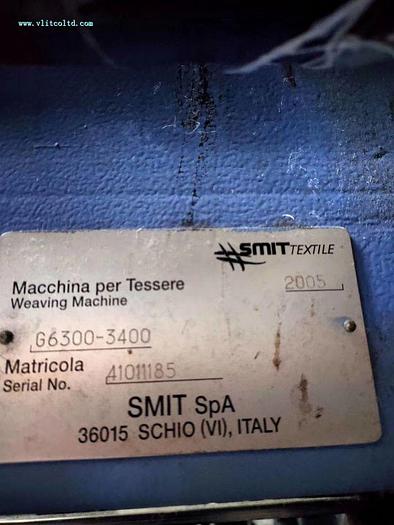 www.vlitcoltd.com
SMIT TEXTILE
Macchina per Tessere
Weaving Machine
2005
G6300-3400
Matricola
Serial No.
41011185
SMIT SpA
36015 SCHIO (VI), ITALY